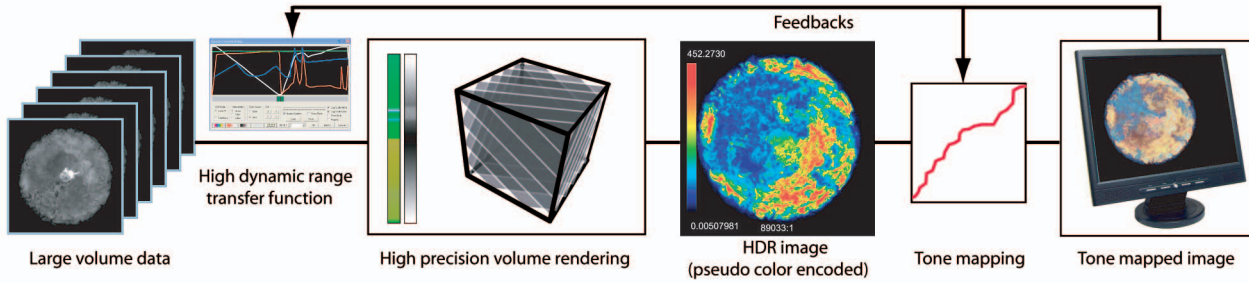 Feedbacks
High dynamic range
transfer function
452.2730
0.00507981
89033:1
Large volume data
High precision volume rendering
HDR image
(pseudo color encoded)
Tone mapping
Tone mapped image